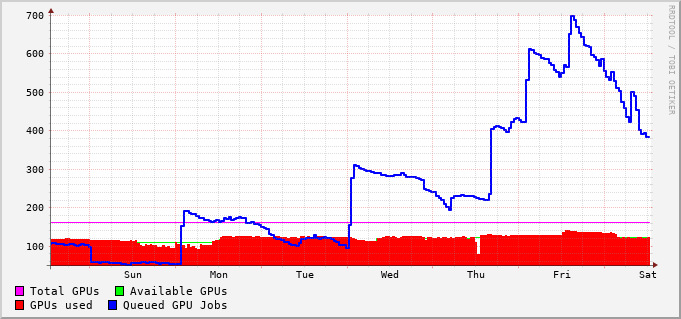 700
600
500
400
300
200
100
Sun Mon Tue Wed Thu Fri Sat
Total GPUs Available GPUs
GPUs used Queued GPU Jobs
RRDTOOL / TOBI OETIKER